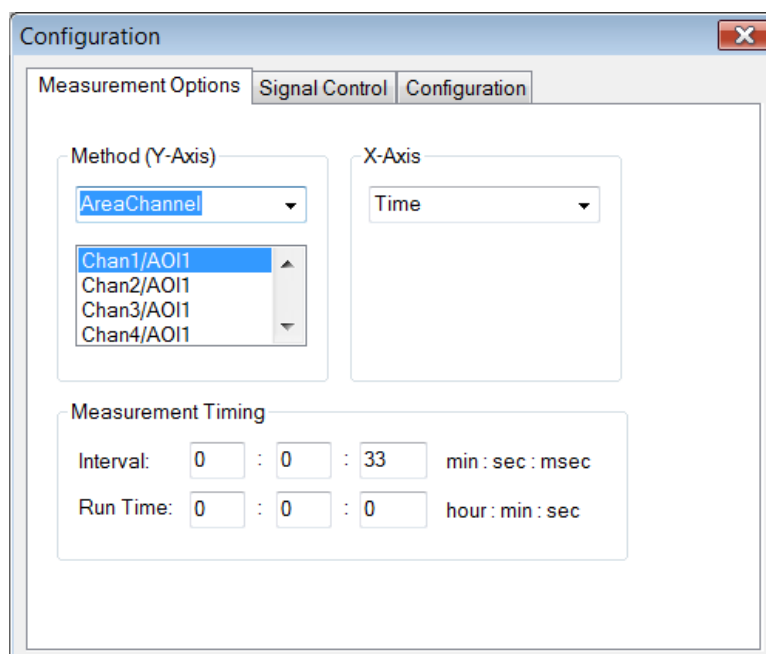 Configuration
Measurement Options Signal Control Configuration
Method (Y-Axis) X-Axis
AreaChannel Time
Chan1/AOI1
Chan2/AOI1
Chan3/AOI1
Chan4/AOI1
Measurement Timing
Interval: 0 : 0 : 33 min : sec : msec
Run Time: 0 : 0 : 0 hour : min : sec